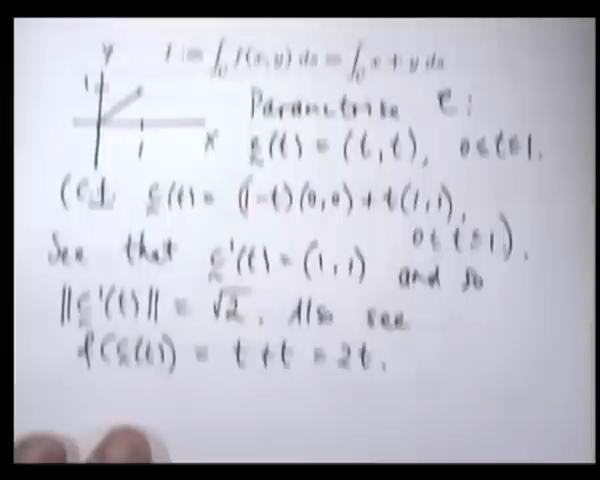 y
I := ∫_C f(x,y) ds = ∫_C x + y ds
1
Parametrise C:
x
1
c(t) = (t,t), 0≤t≤1.
(c.f. c(t) = (1-t)(0,0) + t(1,1),
0≤t≤1).
See that c'(t) = (1,1) and so
||c'(t)|| = √2. Also see
f(c(t)) = t + t = 2t.